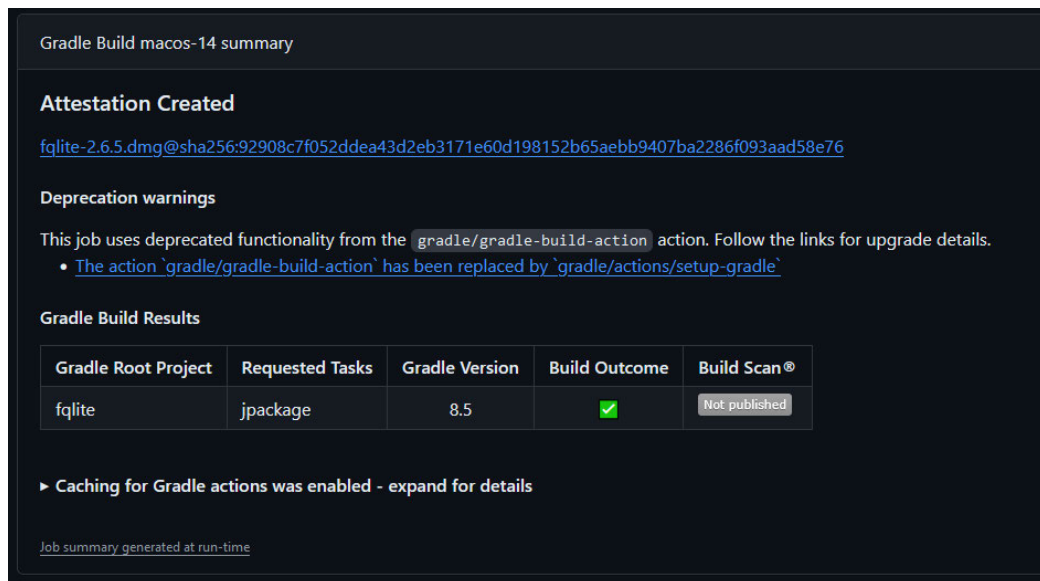 Gradle Build macos-14 summary
Attestation Created
fqlite-2.6.5.dmg@sha256:92908c7f052ddea43d2eb3171e60d198152b65aebb9407ba2286f093aad58e76
Deprecation warnings
This job uses deprecated functionality from the gradle/gradle-build-action action. Follow the links for upgrade details.
• The action `gradle/gradle-build-action` has been replaced by `gradle/actions/setup-gradle`
Gradle Build Results
Gradle Root Project Requested Tasks Gradle Version Build Outcome Build Scan®
fqlite jpackage 8.5 ✅ Not published
▸ Caching for Gradle actions was enabled - expand for details
Job summary generated at run-time